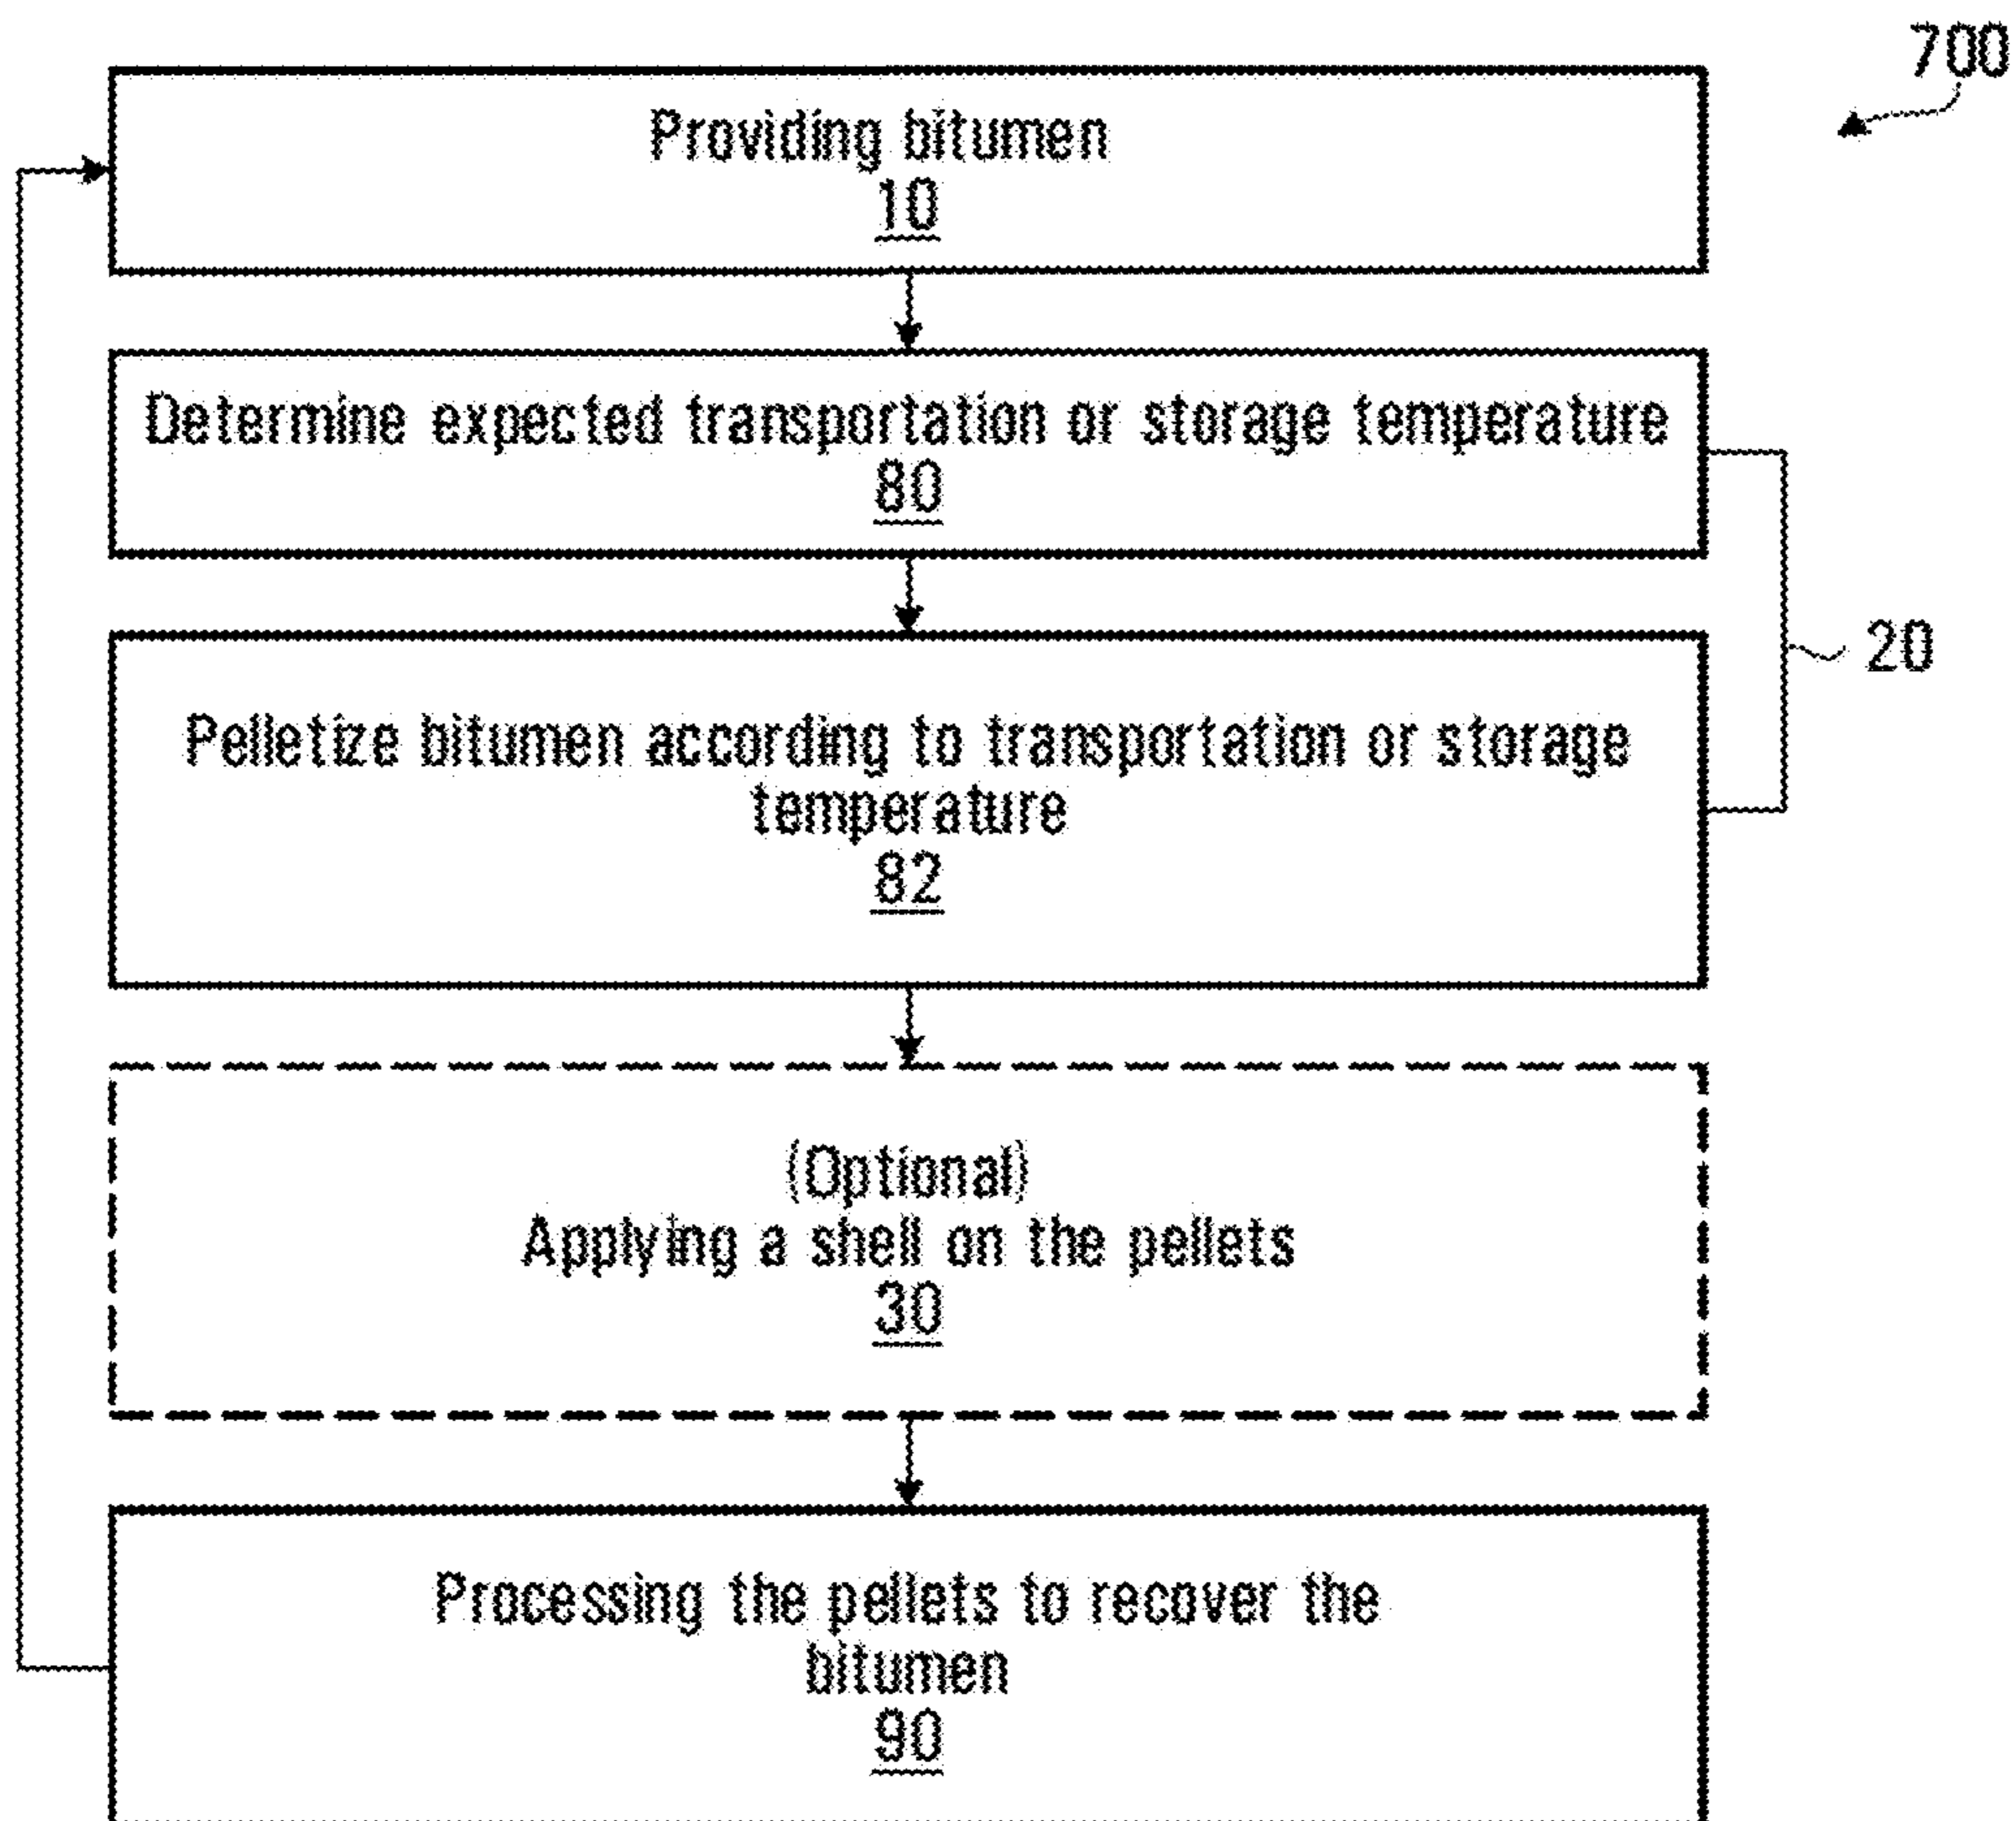 700
Providing bitumen
10
Determine expected transportation or storage temperature
80
20
Pelletize bitumen according to transportation or storage
temperature
82
(Optional)
Applying a shell on the pellets
30
Processing the pellets to recover the
bitumen
90